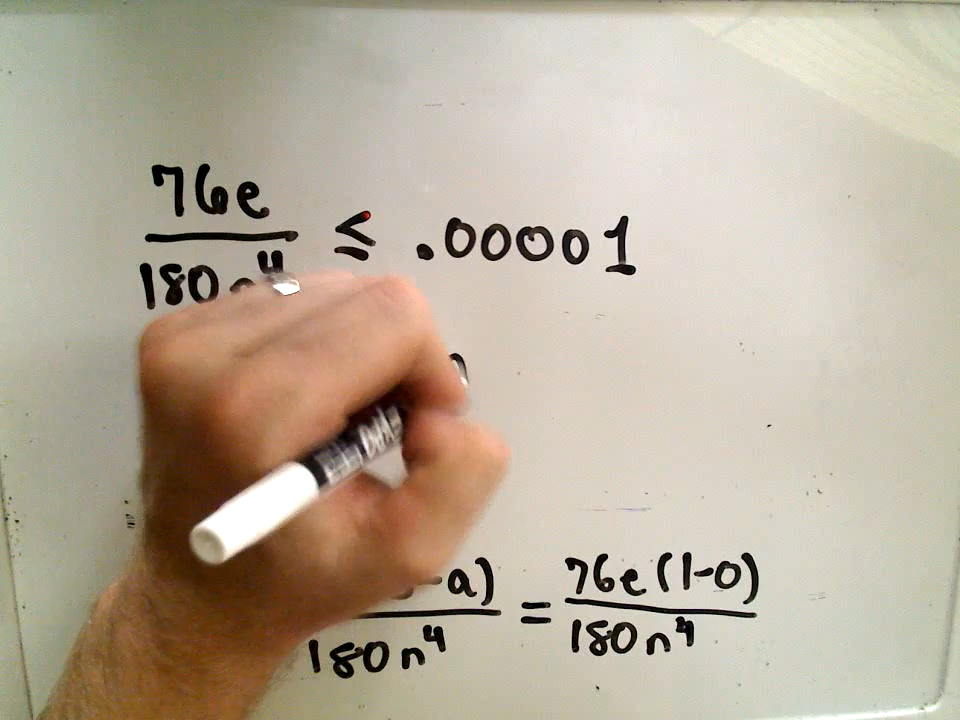 76e / 180n⁴ ≤ .00001
-a) / 180n⁴ = 76e(1-0) / 180n⁴